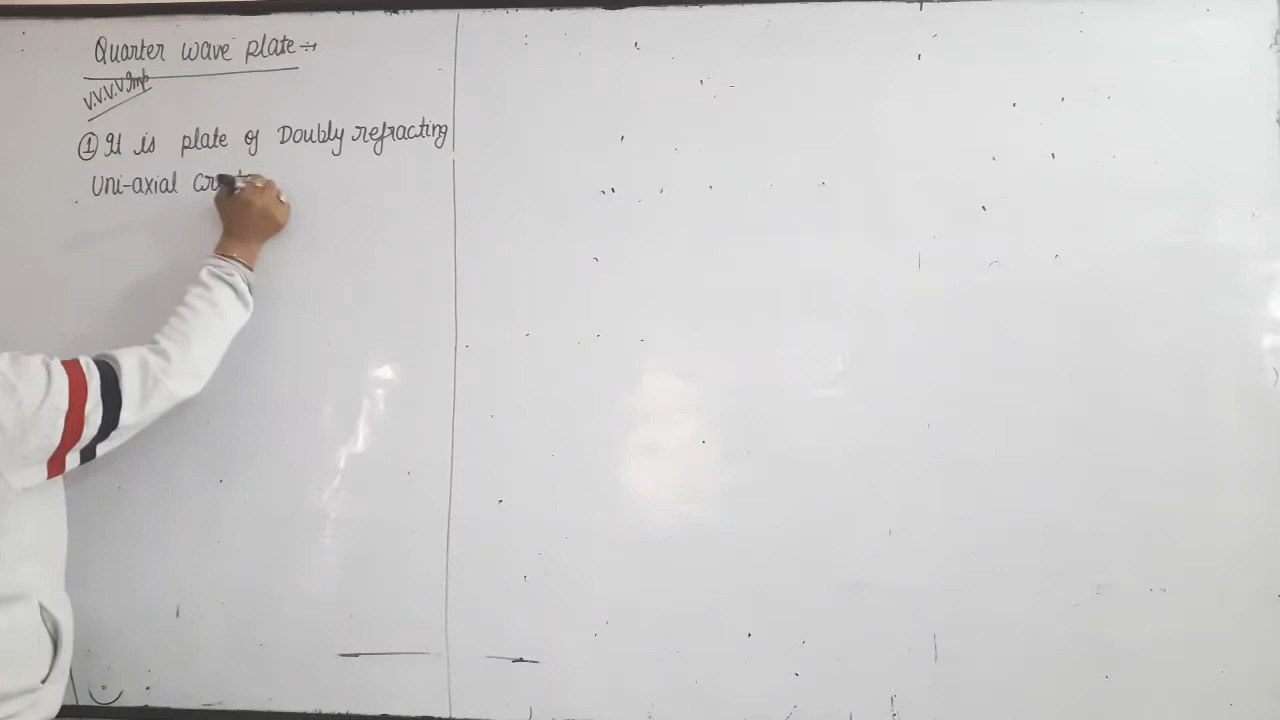 Quarter wave plate →
V.V.V.V Imp
① It is plate of Doubly refracting
Uni-axial